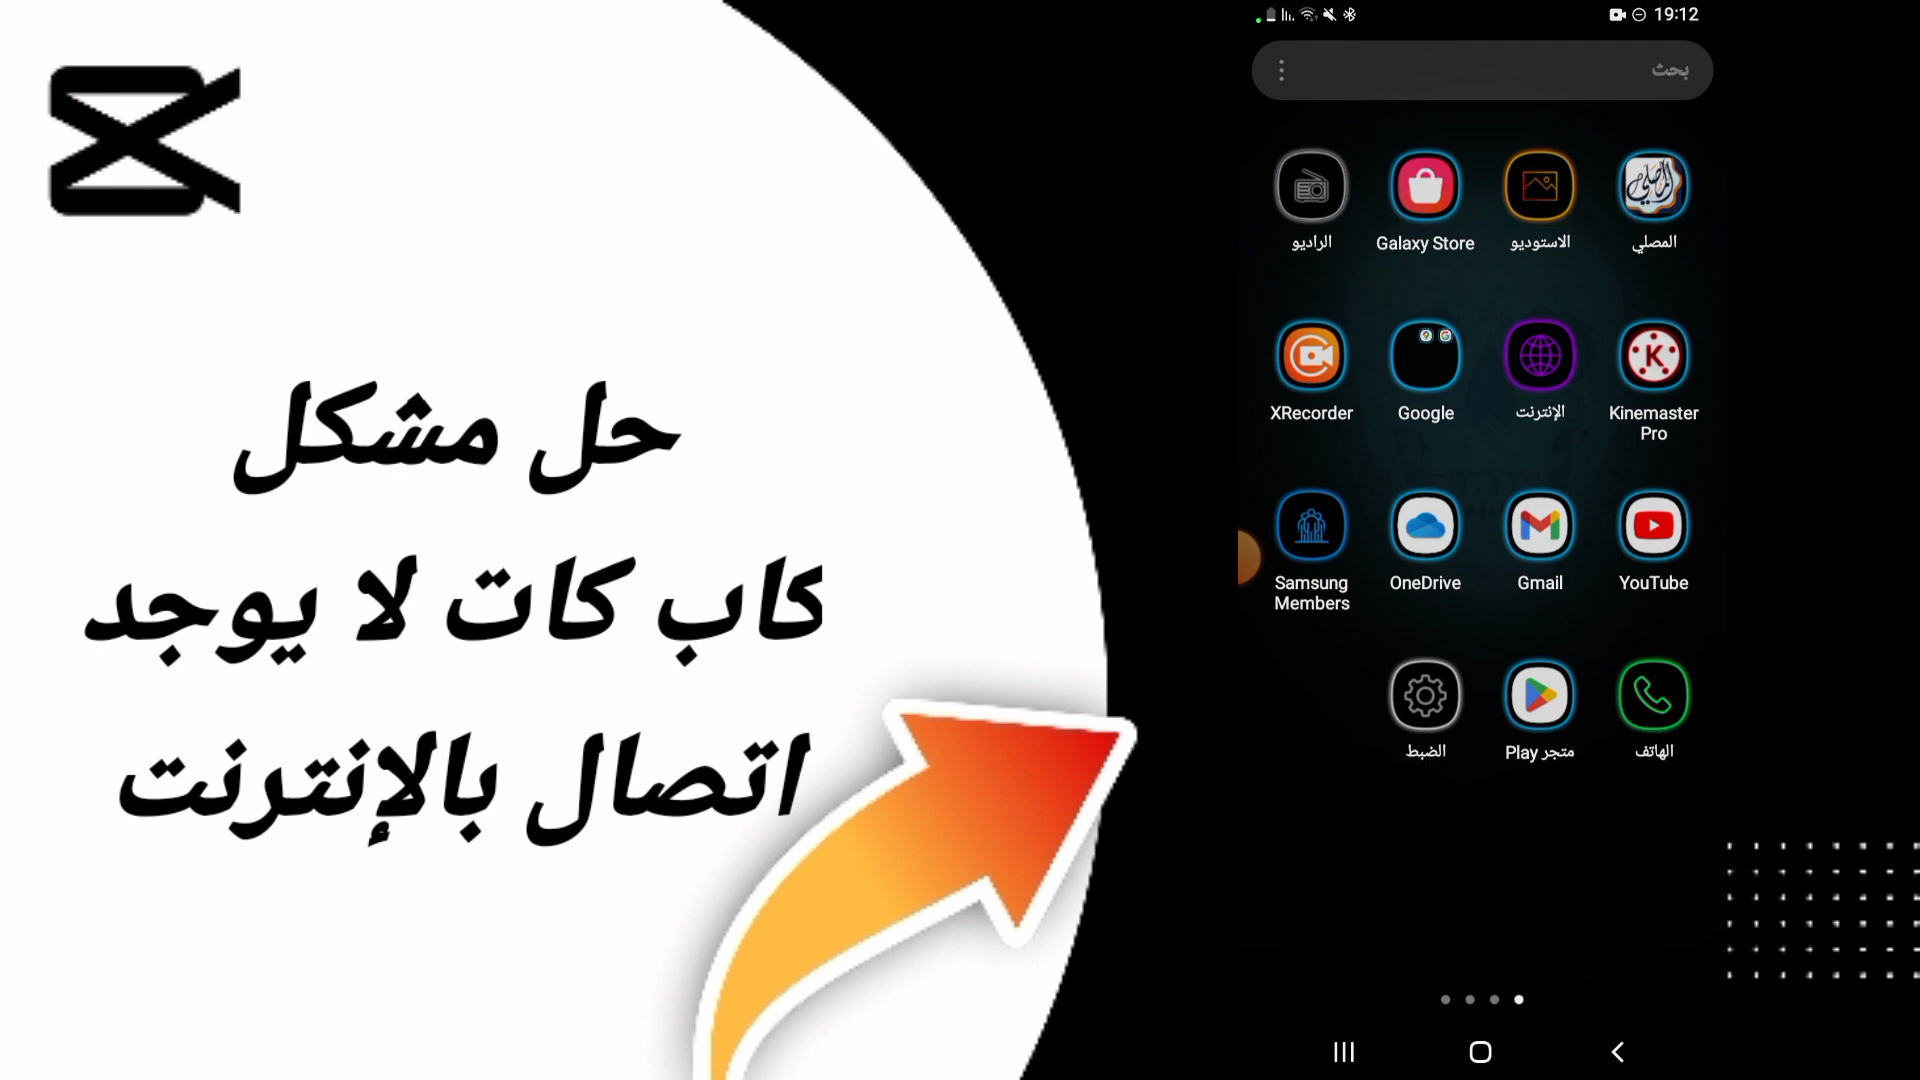 حل مشكل
كاب كات لا يوجد
اتصال بالإنترنت
19:12
بحث
المصلي
الاستوديو
Galaxy Store
الراديو
Kinemaster
Pro
الإنترنت
Google
XRecorder
YouTube
Gmail
OneDrive
Samsung
Members
الهاتف
متجر Play
الضبط